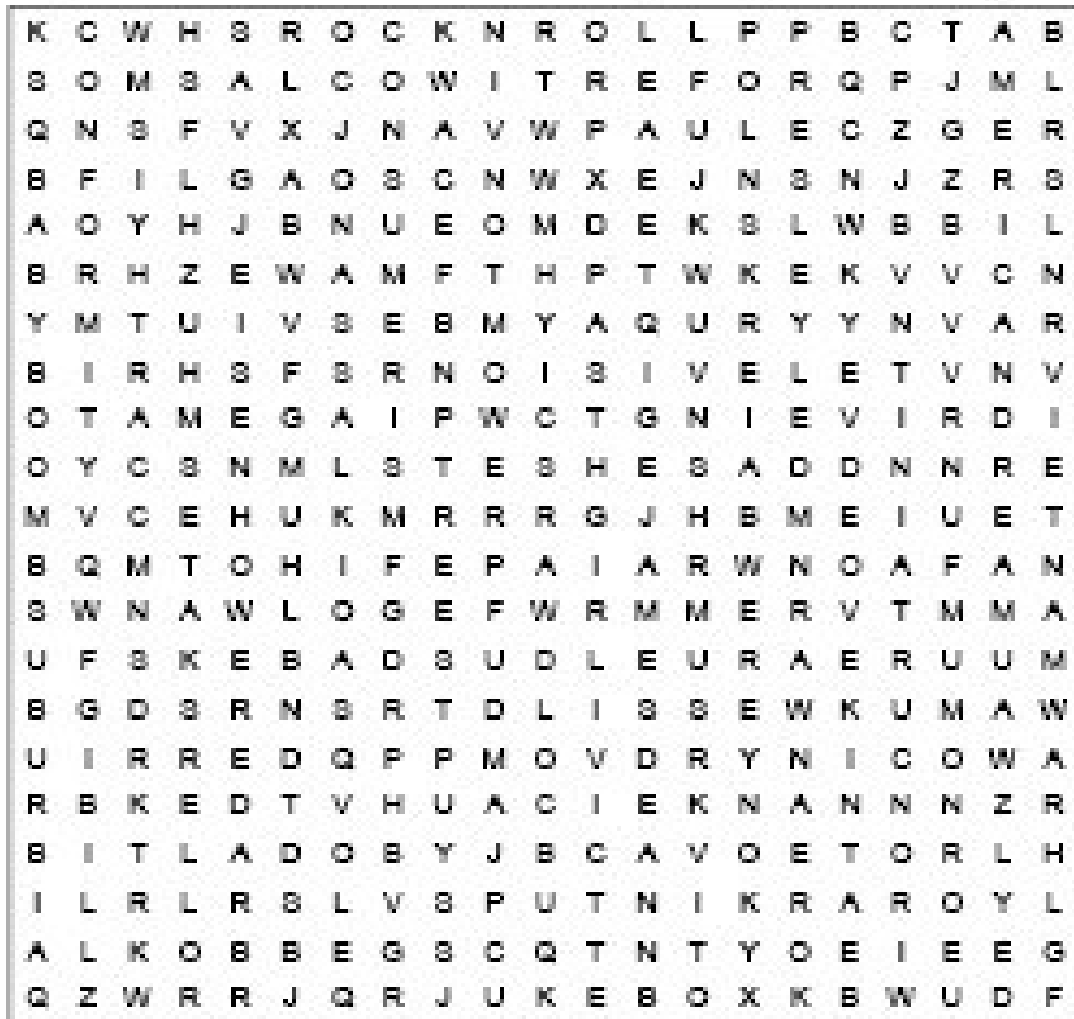 K C W H S R O C K N R O L L P P B C T A B
S O M S A L C O W I T R E F O R Q P J M L
Q N S F V X J N A V W P A U L E C Z G E R
B F I L G A O S C N W X E J N S N J Z R S
A O Y H J B N U E O M D E K S L W B B I L
B R H Z E W A M F T H P T W K E K V V C N
Y M T U I V S E B M Y A Q U R Y Y N V A R
B I R H S F S R N O I S I V E L E T V N V
O T A M E G A I P W C T G N I E V I R D I
O Y C S N M L S T E S H E S A D D N N R E
M V C E H U K M R R R G J H B M E I U E T
B Q M T O H I F E P A I A R W N O A F A N
S W N A W L O G E F W R M M E R V T M M A
U F S K E B A D S U D L E U R A E R U U M
B G D S R N S R T D L I S S E W K U M A W
U I R R E D Q P P M O V D R Y N I C O W A
R B K E D T V H U A C I E K N A N N N Z R
B I T L A D O B Y J B C A V O E T O R L H
I L R L R S L V S P U T N I K R A R O Y L
A L K O B B E G S C Q T N T Y O E I E E G
Q Z W R R J Q R J U K E B O X K B W U D F